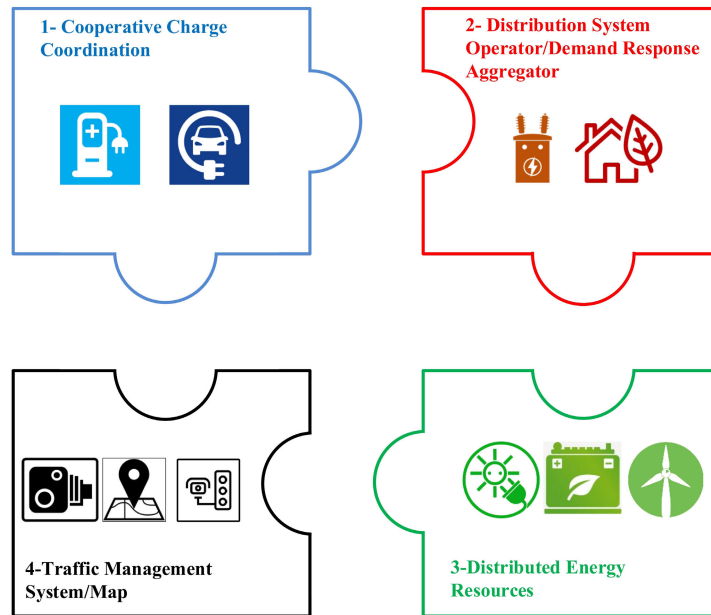 1- Cooperative Charge
Coordination
2- Distribution System
Operator/Demand Response
Aggregator
4-Traffic Management
System/Map
3-Distributed Energy
Resources